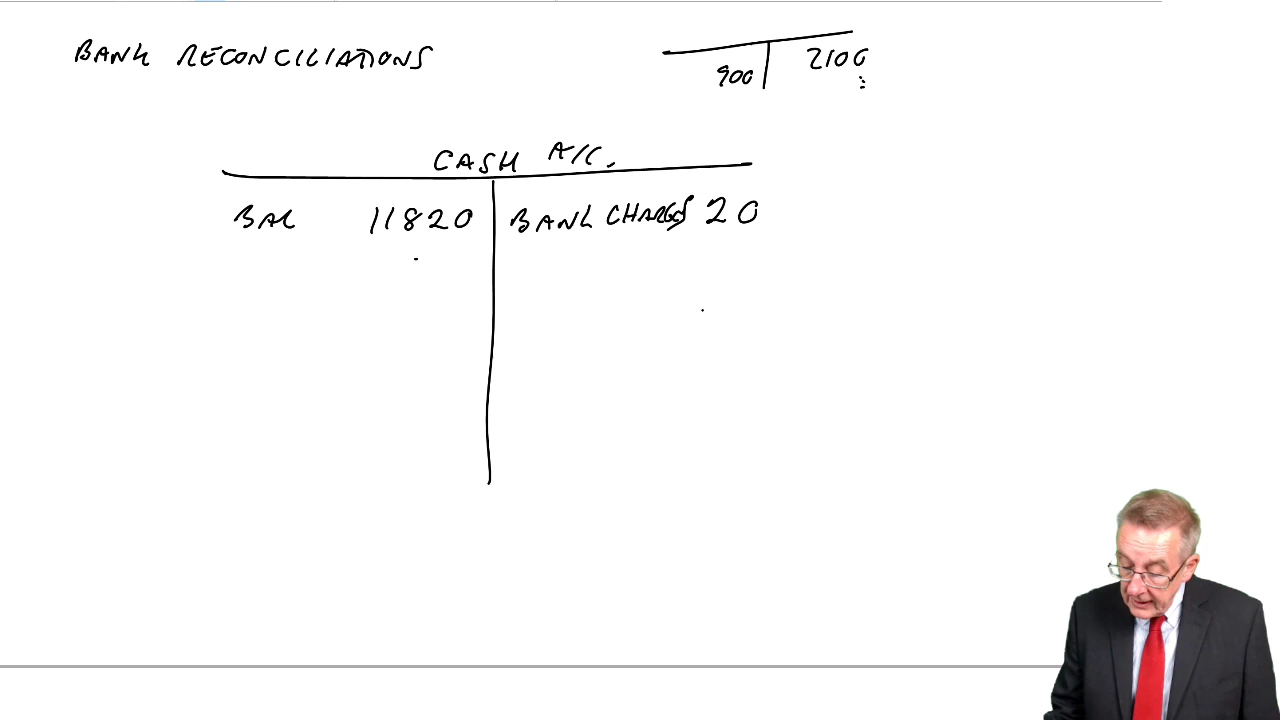 BANK RECONCILIATIONS
900 2100
CASH A/C.
BAL 11820 BANK CHARGES 20